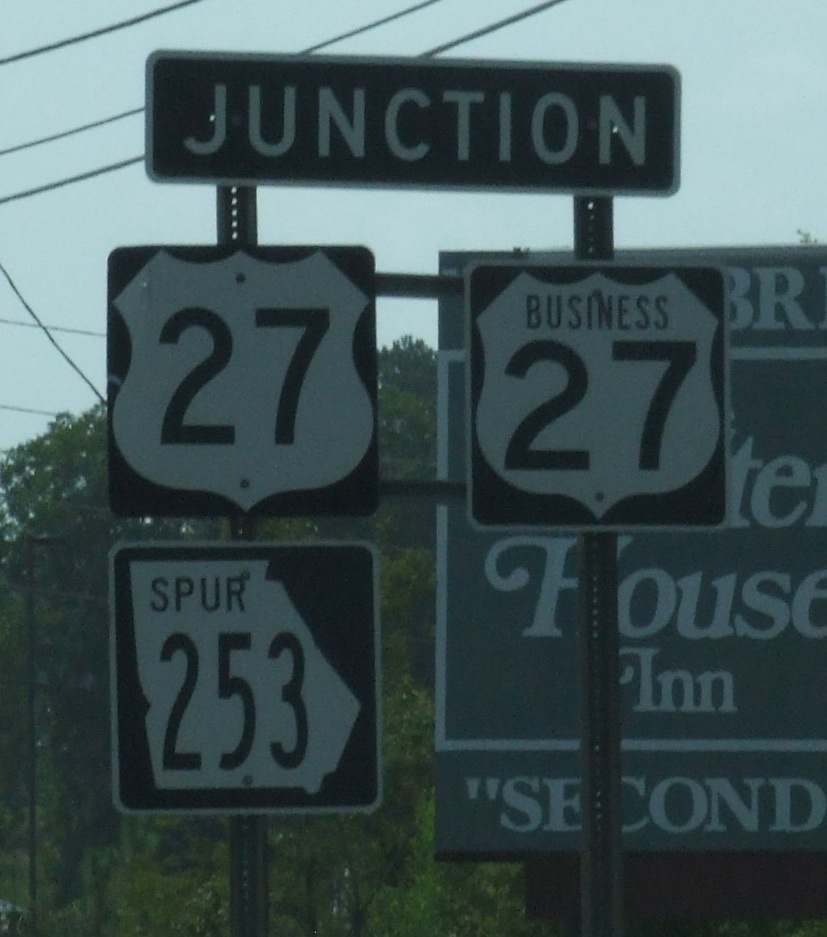 JUNCTION
27
BUSINESS
27
SPUR
253
House
Inn
"SECOND